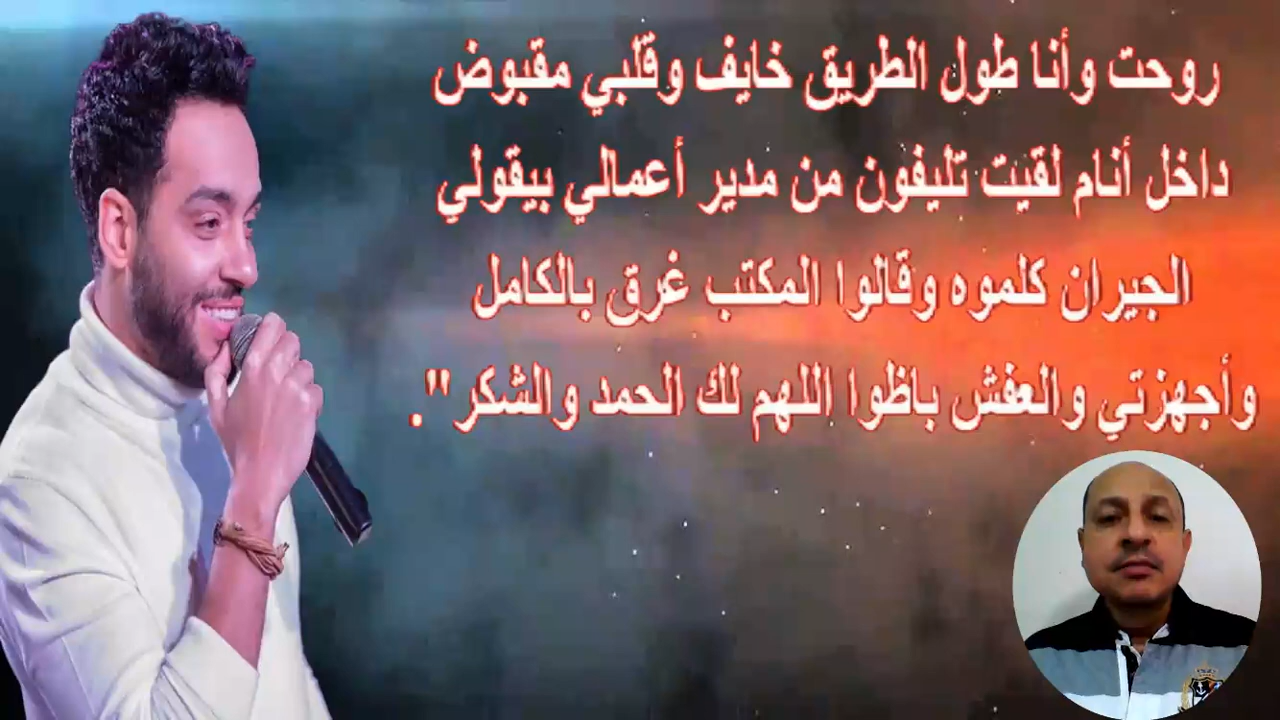 روحت وأنا طول الطريق خايف وقلبي مقبوض
داخل أنام لقيت تليفون من مدير أعمالي بيقولي
الجيران كلموه وقالوا المكتب غرق بالكامل
وأجهزتي والعفش باظوا اللهم لك الحمد والشكر".